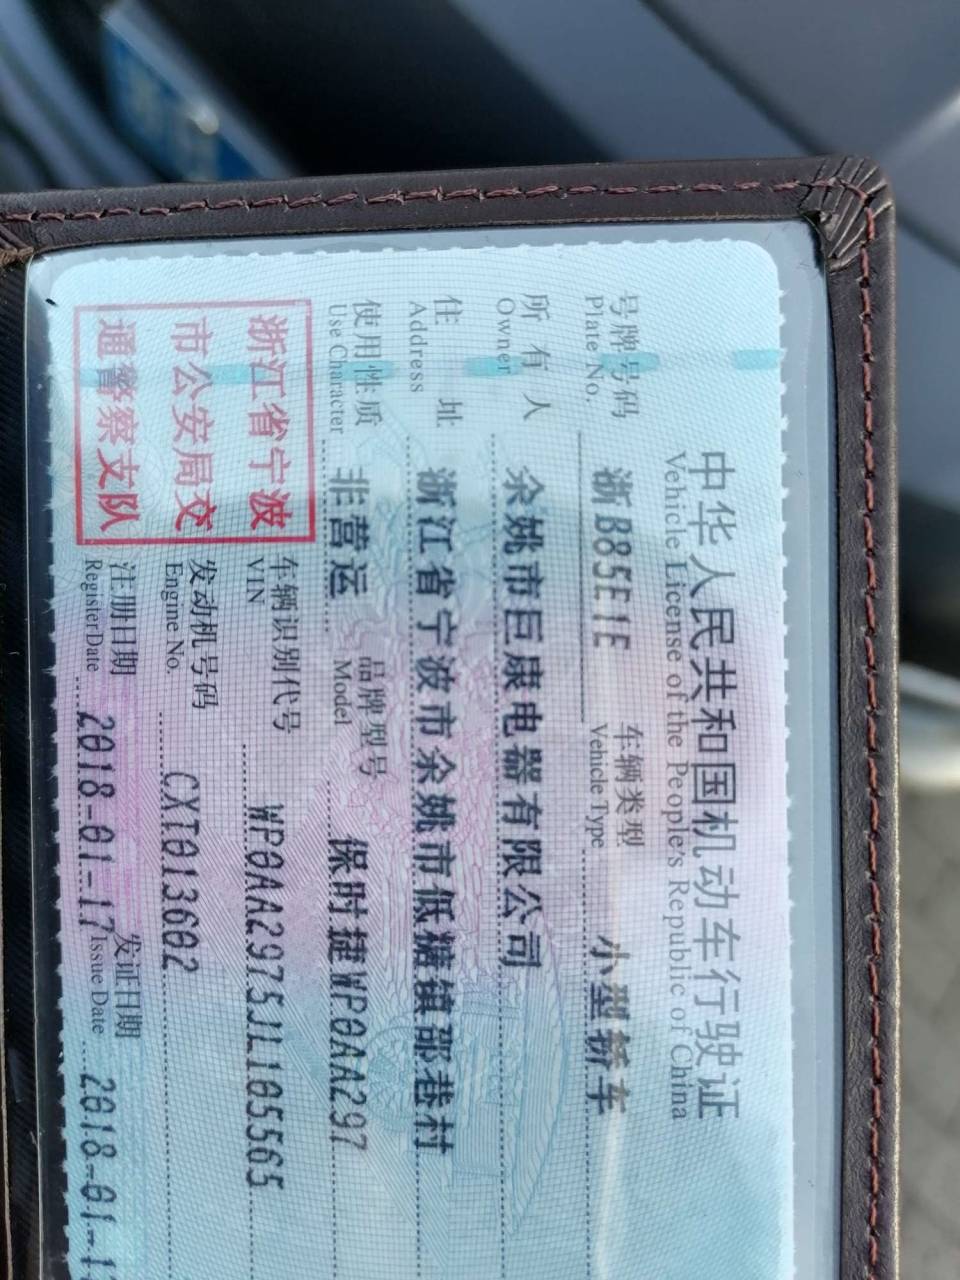 中华人民共和国机动车行驶证
Vehicle License of the People's Republic of China
号牌号码 浙B85E1E 车辆类型 小型轿车
Plate No. Vehicle Type
所有人 余姚市巨康电器有限公司
Owner
住址 浙江省宁波市余姚市低塘镇邵巷村
Address
使用性质 非营运 品牌型号 保时捷WP0AA297
Use Character Model
浙江省宁波
市公安局交
通警察支队
车辆识别代号 WP0AA2975JL105565
VIN
发动机号码 CXT013602
Engine No.
注册日期 2018-01-17 发证日期 2018-01-1
Register Date Issue Date